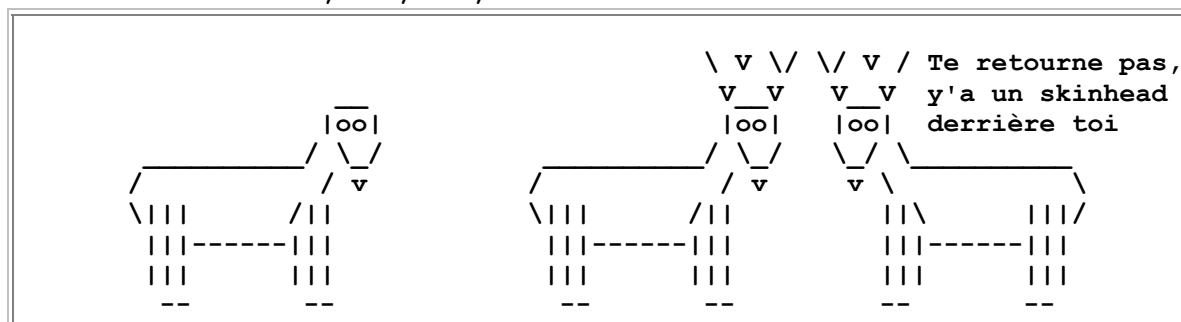 Te retourne pas,
y'a un skinhead
derrière toi